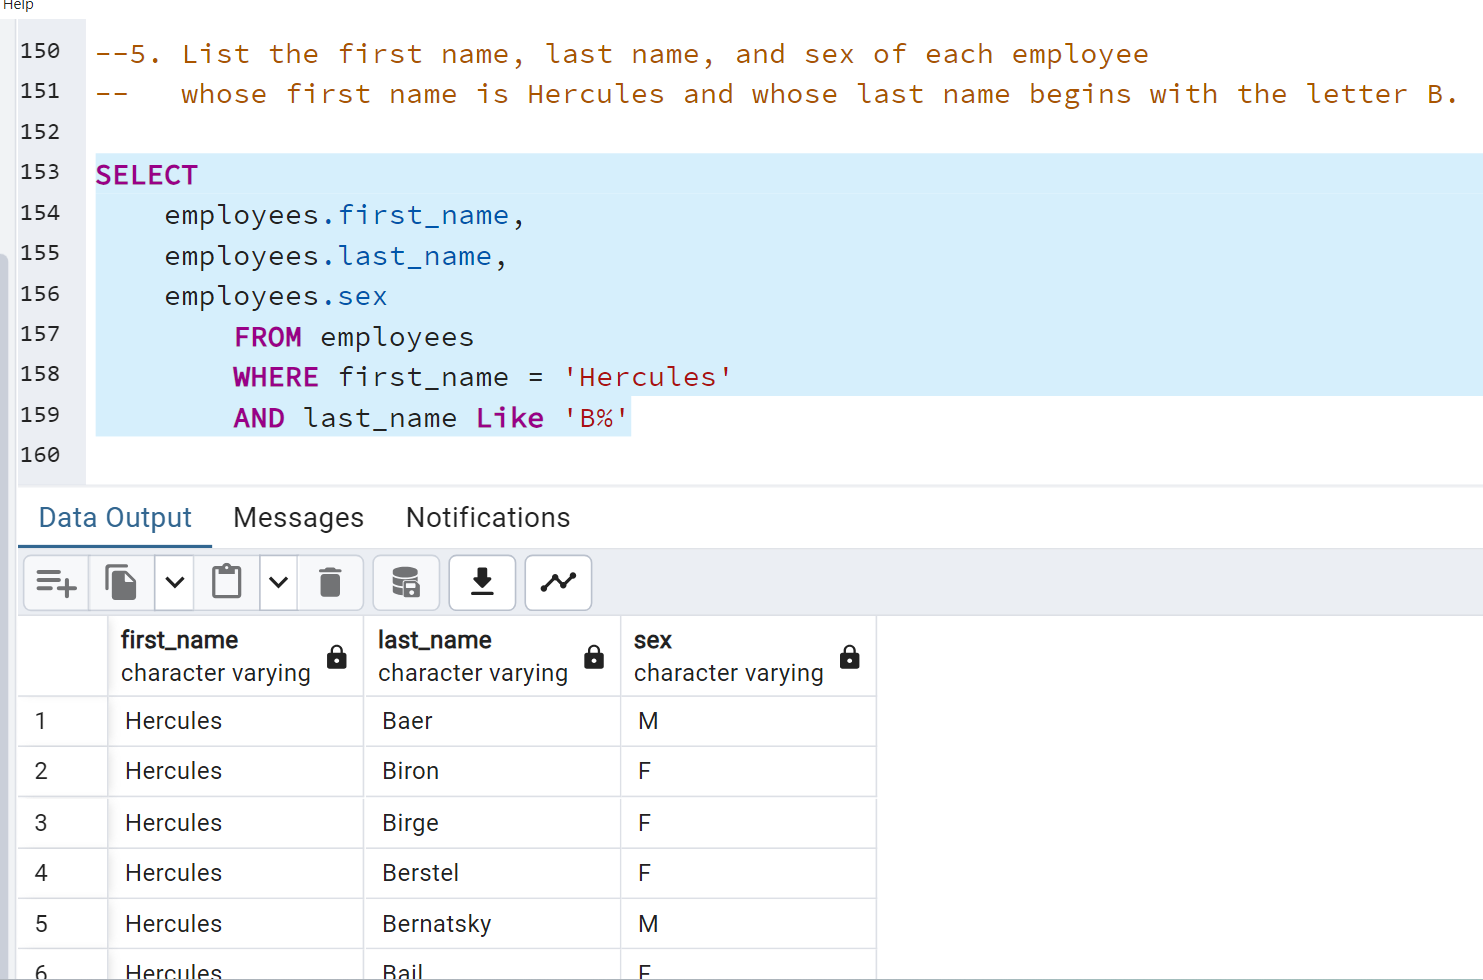 Help
150 --5. List the first name, last name, and sex of each employee
151 --   whose first name is Hercules and whose last name begins with the letter B.
152
153 SELECT
154     employees.first_name,
155     employees.last_name,
156     employees.sex
157         FROM employees
158         WHERE first_name = 'Hercules'
159         AND last_name Like 'B%'
160
Data Output Messages Notifications
first_name last_name sex
character varying character varying character varying
1 Hercules Baer M
2 Hercules Biron F
3 Hercules Birge F
4 Hercules Berstel F
5 Hercules Bernatsky M
6 Hercules Bail F